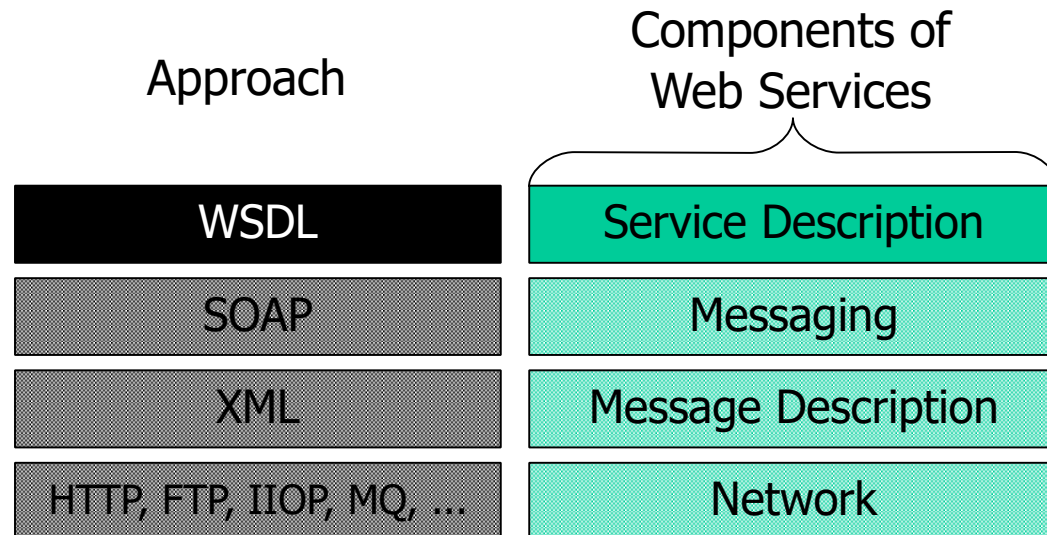 Approach
Components of
Web Services
WSDL
Service Description
SOAP
Messaging
XML
Message Description
HTTP, FTP, IIOP, MQ, ...
Network